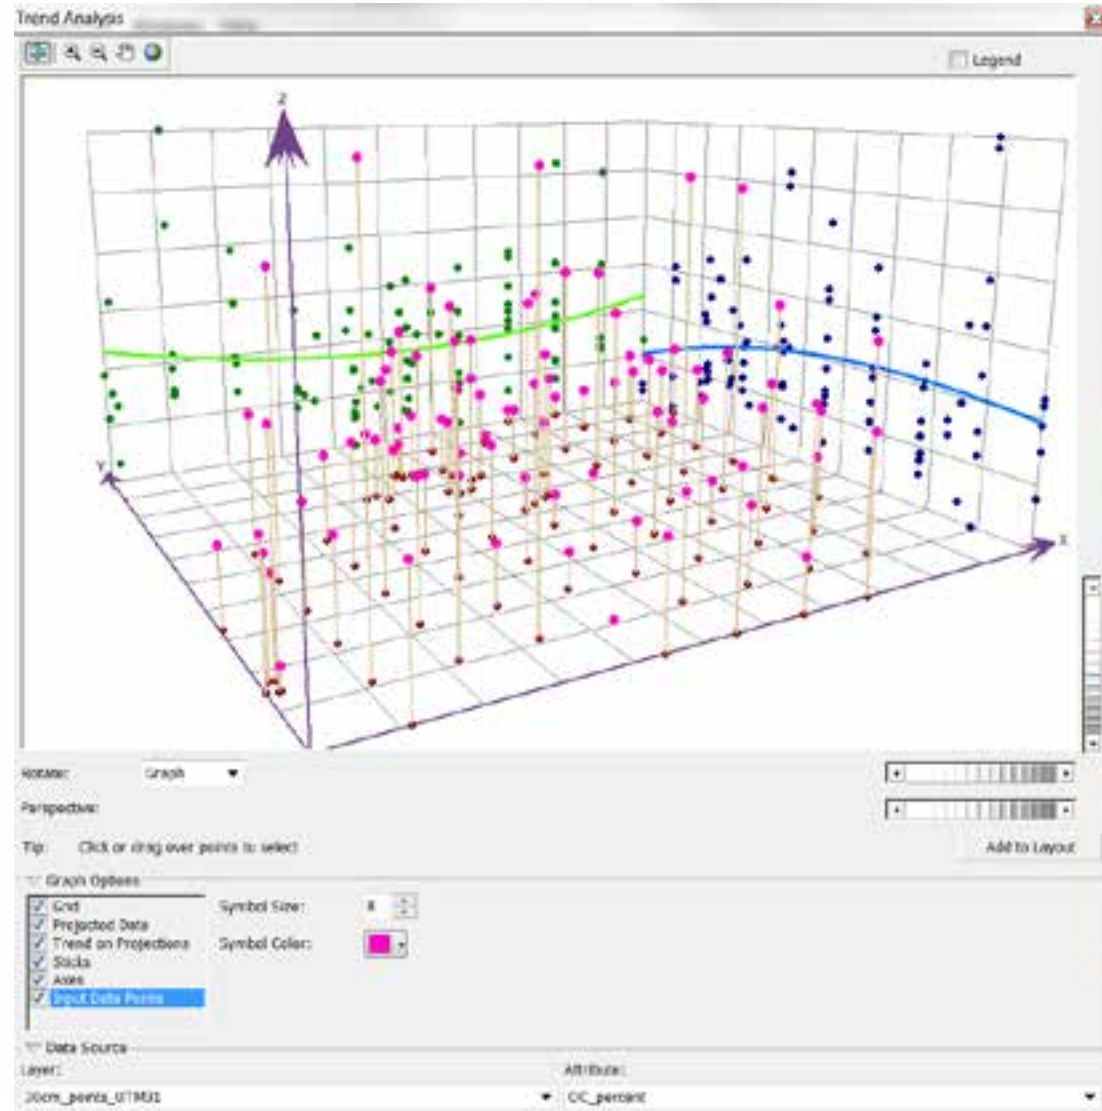 Trend Analysis
Legend
Z
Y
X
Rotate: Graph
Perspective:
Tip: Click or drag over points to select
Add to Layout
Graph Options
Grid
Projected Data
Trend on Projections
Sticks
Axes
Input Data Points
Symbol Size: 8
Symbol Color:
Data Source
Layer:
Attribute:
30cm_points_UTM31
OC_percent